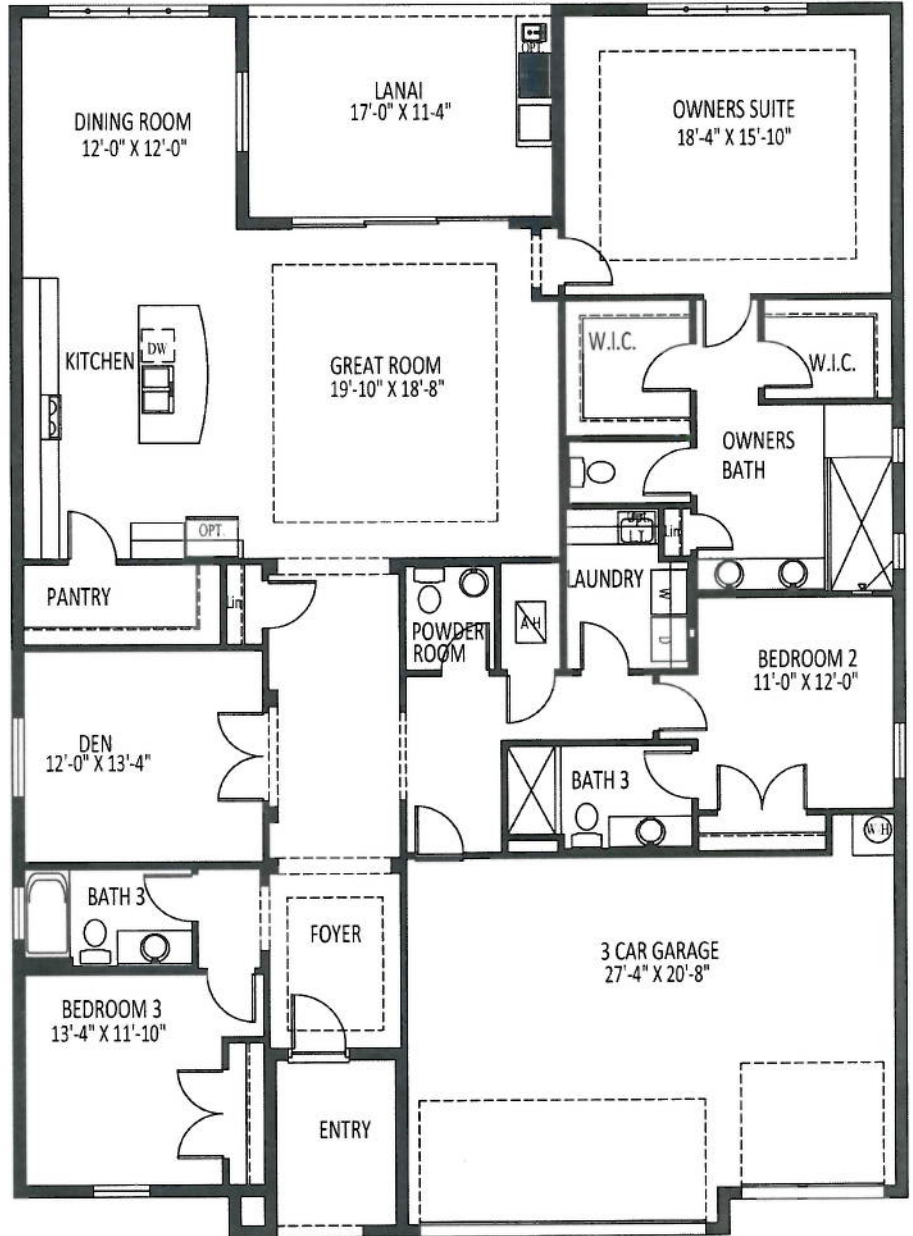 LANAI
17'-0" X 11-4"
OPT.
OWNERS SUITE
18'-4" X 15'-10"
DINING ROOM
12'-0" X 12'-0"
KITCHEN
DW
GREAT ROOM
19'-10" X 18'-8"
W.I.C.
W.I.C.
OWNERS
BATH
OPT.
Lin
LAUNDRY
W
D
PANTRY
Lin
POWDER
ROOM
A H
BEDROOM 2
11'-0" X 12'-0"
DEN
12'-0" X 13'-4"
BATH 3
W-H
BATH 3
FOYER
3 CAR GARAGE
27'-4" X 20'-8"
BEDROOM 3
13'-4" X 11'-10"
ENTRY